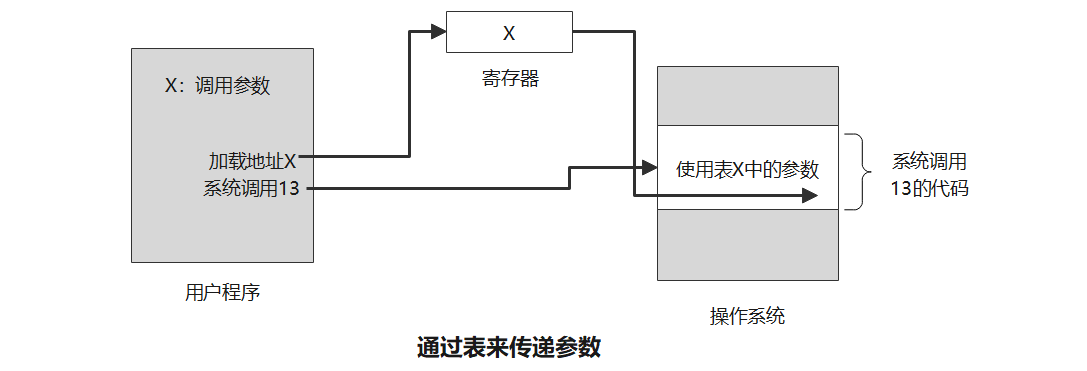 X
寄存器
X：调用参数
加载地址X
系统调用13
用户程序
使用表X中的参数
系统调用
13的代码
操作系统
通过表来传递参数